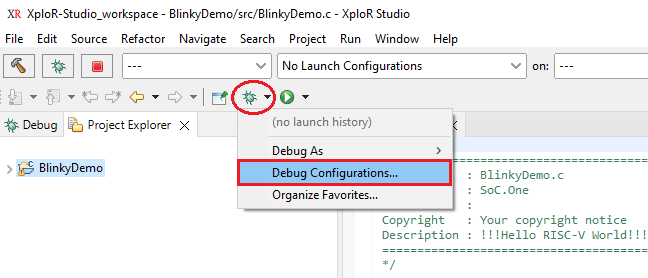 XR XploR-Studio_workspace - BlinkyDemo/src/BlinkyDemo.c - XploR Studio
File Edit Source Refactor Navigate Search Project Run Window Help
--- No Launch Configurations on: ---
Debug Project Explorer
(no launch history)
Debug As
Debug Configurations...
Organize Favorites...
BlinkyDemo
============================
: BlinkyDemo.c
: SoC.One
:
Copyright : Your copyright notice
Description : !!!Hello RISC-V World!!!
============================
*/